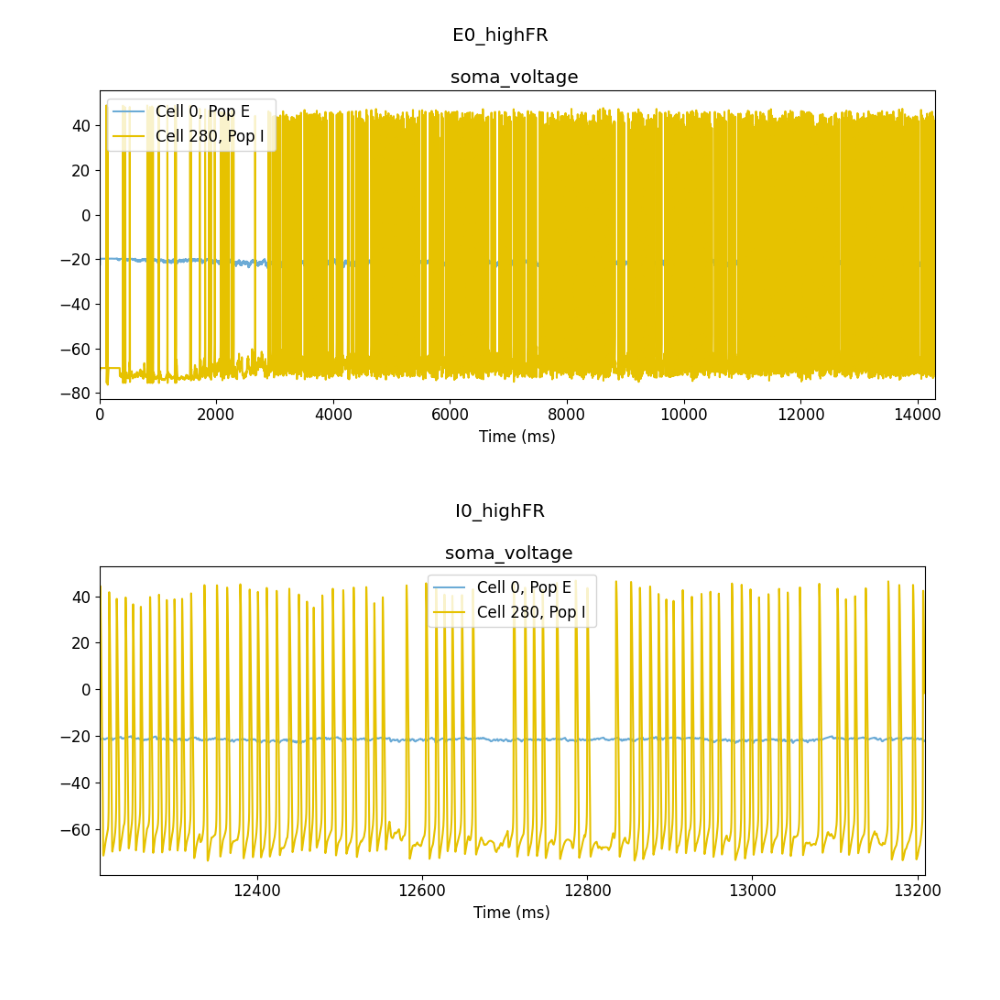 E0_highFR
soma_voltage
Cell 0, Pop E
Cell 280, Pop I
40
20
0
−20
−40
−60
−80
0 2000 4000 6000 8000 10000 12000 14000
Time (ms)
I0_highFR
soma_voltage
Cell 0, Pop E
Cell 280, Pop I
40
20
0
−20
−40
−60
12400 12600 12800 13000 13200
Time (ms)